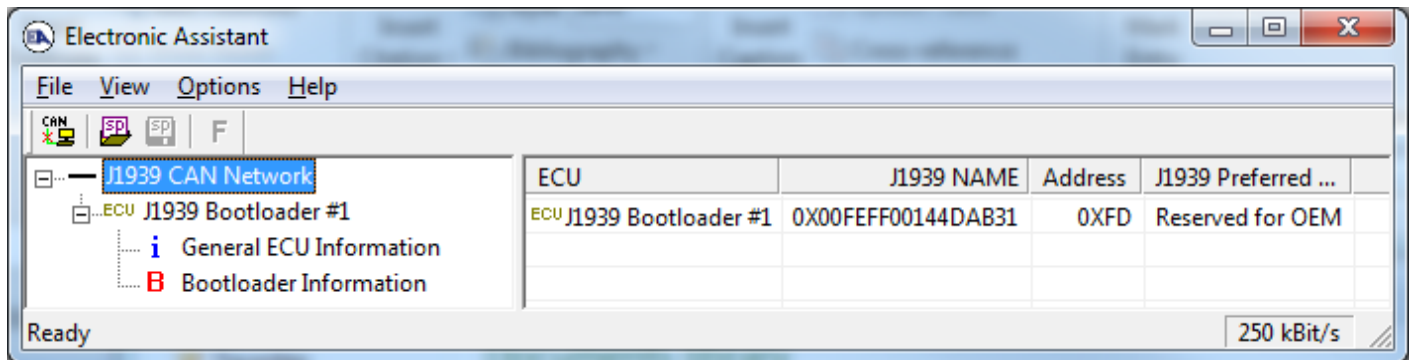 Electronic Assistant
File View Options Help
CAN SP SP F
J1939 CAN Network
ECU J1939 Bootloader #1
i General ECU Information
B Bootloader Information
ECU J1939 NAME Address J1939 Preferred ...
ECU J1939 Bootloader #1 0X00FEFF00144DAB31 0XFD Reserved for OEM
Ready 250 kBit/s